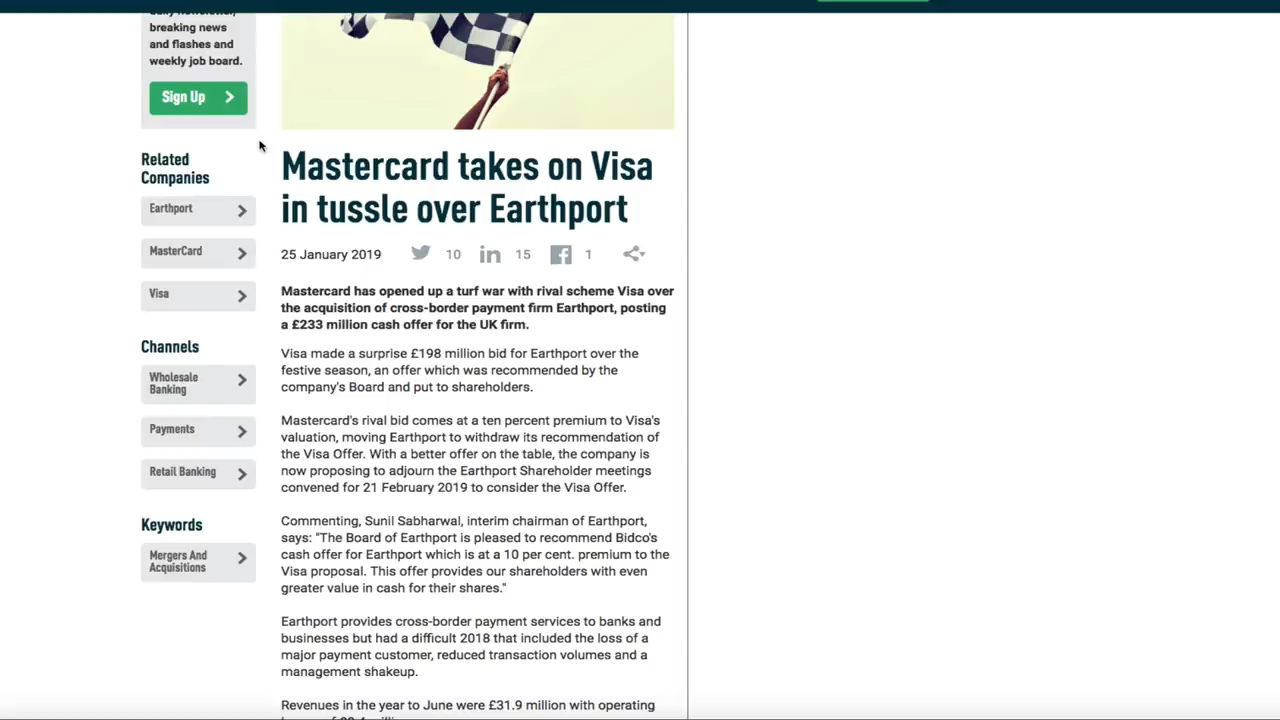 breaking news
and flashes and
weekly job board.
Sign Up
Related
Companies
Earthport
MasterCard
Visa
Channels
Wholesale
Banking
Payments
Retail Banking
Keywords
Mergers And
Acquisitions
Mastercard takes on Visa
in tussle over Earthport
25 January 2019 10 15 1
Mastercard has opened up a turf war with rival scheme Visa over
the acquisition of cross-border payment firm Earthport, posting
a £233 million cash offer for the UK firm.
Visa made a surprise £198 million bid for Earthport over the
festive season, an offer which was recommended by the
company's Board and put to shareholders.
Mastercard's rival bid comes at a ten percent premium to Visa's
valuation, moving Earthport to withdraw its recommendation of
the Visa Offer. With a better offer on the table, the company is
now proposing to adjourn the Earthport Shareholder meetings
convened for 21 February 2019 to consider the Visa Offer.
Commenting, Sunil Sabharwal, interim chairman of Earthport,
says: "The Board of Earthport is pleased to recommend Bidco's
cash offer for Earthport which is at a 10 per cent. premium to the
Visa proposal. This offer provides our shareholders with even
greater value in cash for their shares."
Earthport provides cross-border payment services to banks and
businesses but had a difficult 2018 that included the loss of a
major payment customer, reduced transaction volumes and a
management shakeup.
Revenues in the year to June were £31.9 million with operating